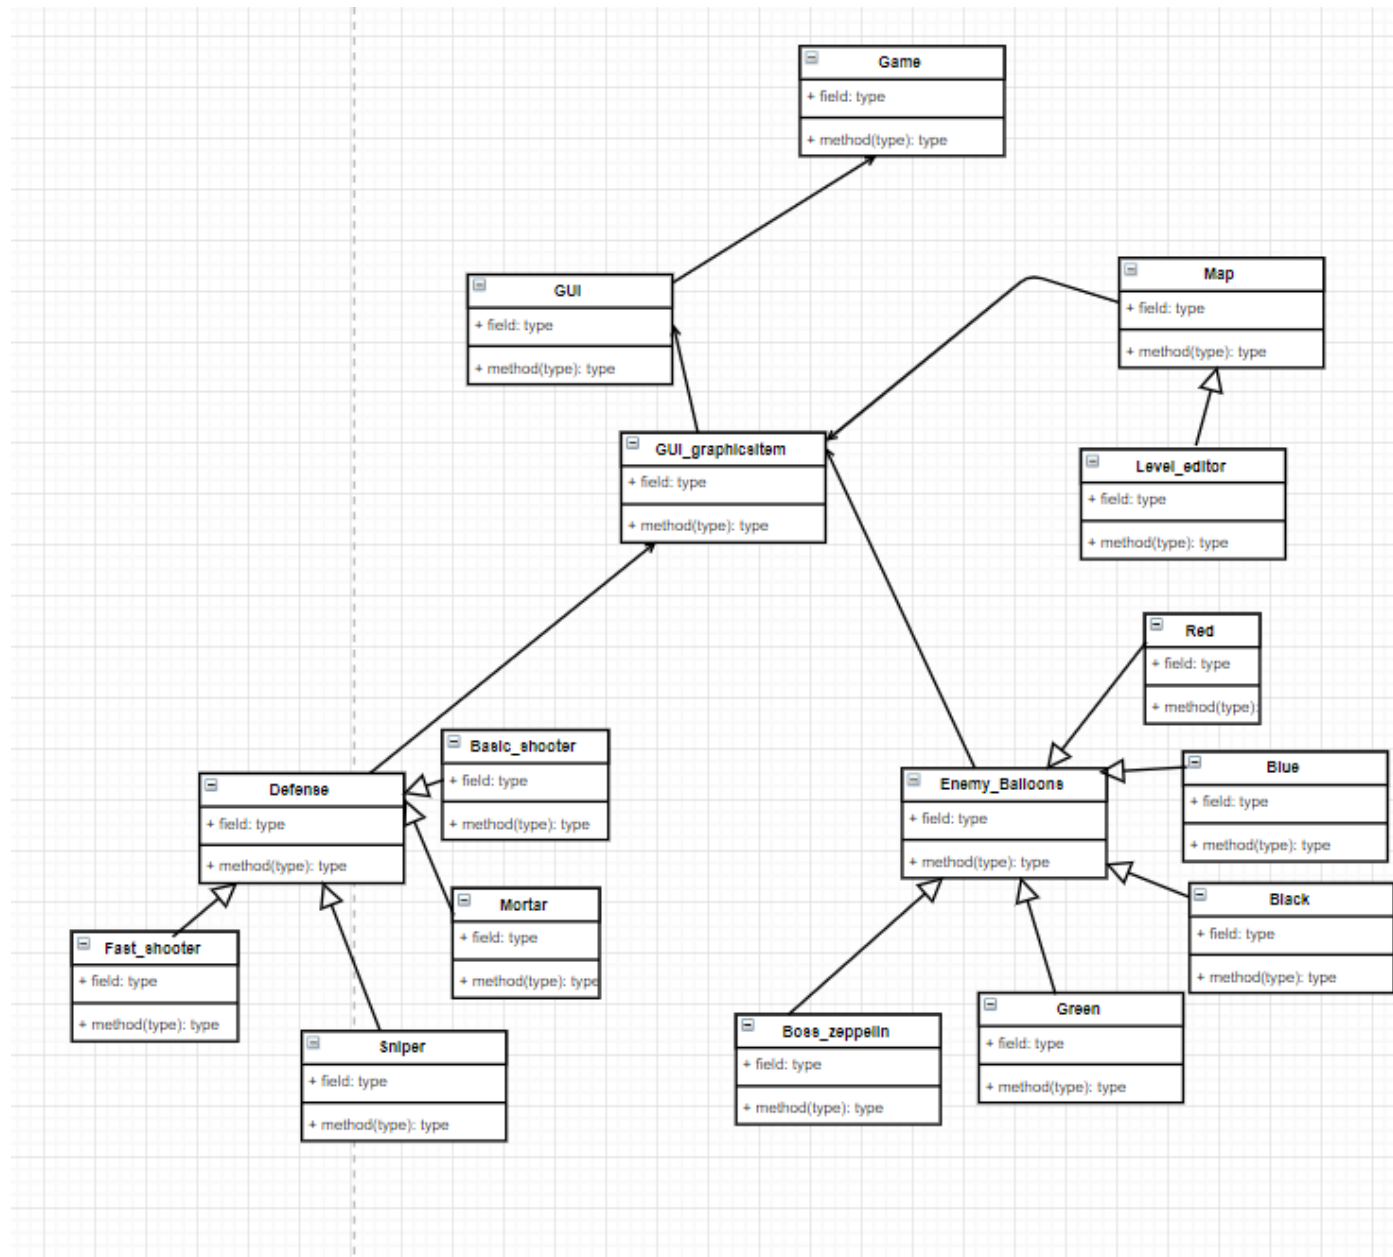 Game
+ field: type
+ method(type): type
GUI
+ field: type
+ method(type): type
Map
+ field: type
+ method(type): type
GUI_graphicsitem
+ field: type
+ method(type): type
Level_editor
+ field: type
+ method(type): type
Red
+ field: type
+ method(type):
Basic_shooter
+ field: type
+ method(type): type
Defense
+ field: type
+ method(type): type
Enemy_Balloons
+ field: type
+ method(type): type
Blue
+ field: type
+ method(type): type
Mortar
+ field: type
+ method(type): type
Black
+ field: type
+ method(type): type
Fast_shooter
+ field: type
+ method(type): type
Sniper
+ field: type
+ method(type): type
Boss_zeppelin
+ field: type
+ method(type): type
Green
+ field: type
+ method(type): type